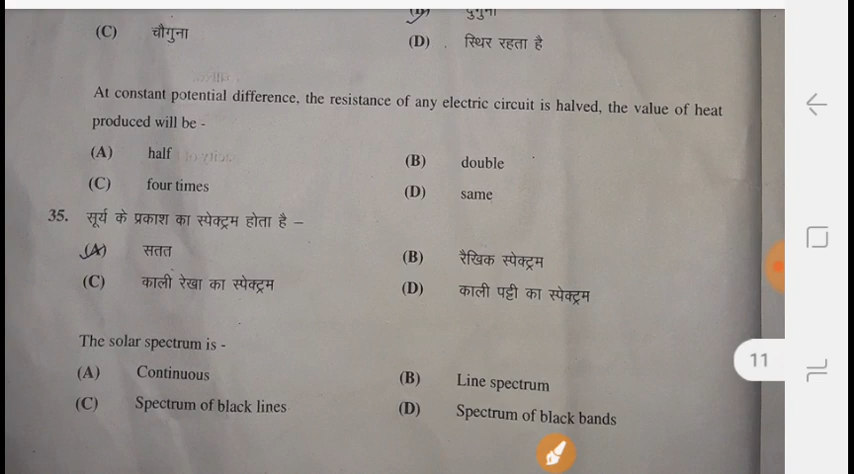 (B) दुगुना
(C) चौगुना
(D) स्थिर रहता है
At constant potential difference, the resistance of any electric circuit is halved, the value of heat
produced will be -
(A) half
(B) double
(C) four times
(D) same
35. सूर्य के प्रकाश का स्पेक्ट्रम होता है –
(A) सतत
(B) रैखिक स्पेक्ट्रम
(C) काली रेखा का स्पेक्ट्रम
(D) काली पट्टी का स्पेक्ट्रम
The solar spectrum is -
(A) Continuous
(B) Line spectrum
(C) Spectrum of black lines
(D) Spectrum of black bands
11